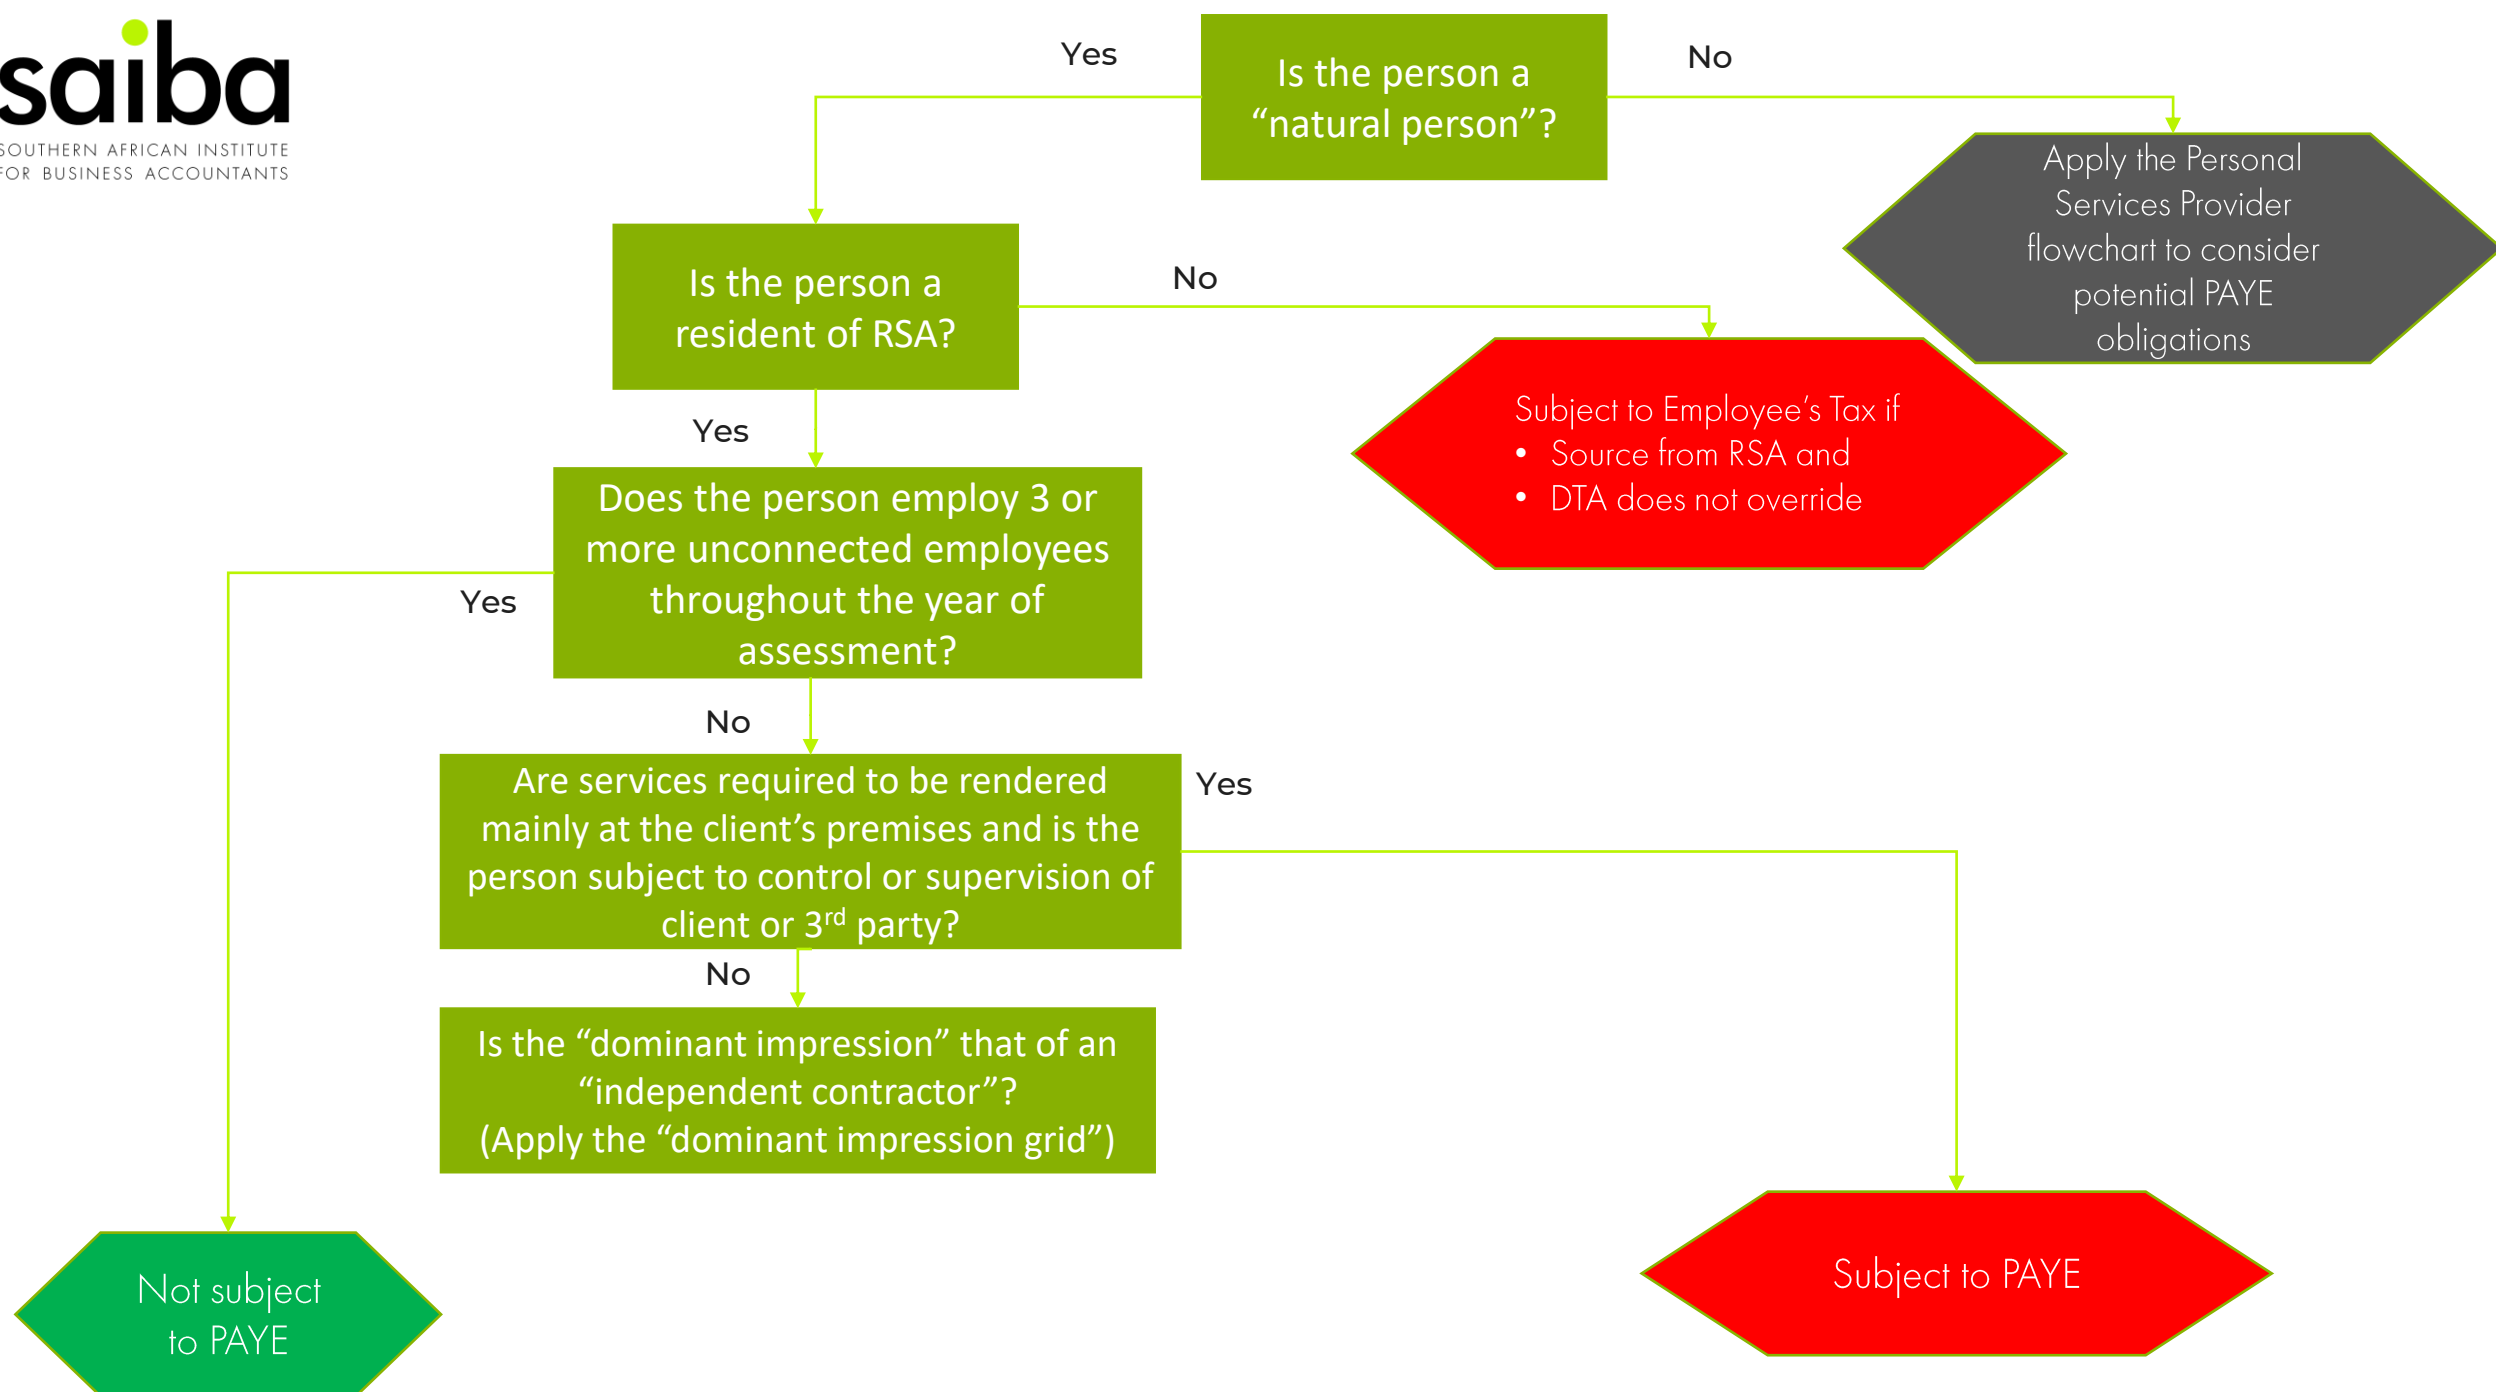 saiba
SOUTHERN AFRICAN INSTITUTE
FOR BUSINESS ACCOUNTANTS
Yes
Is the person a
“natural person”?
No
Apply the Personal
Services Provider
flowchart to consider
potential PAYE
obligations
Is the person a
resident of RSA?
No
Subject to Employee’s Tax if
• Source from RSA and
• DTA does not override
Yes
Does the person employ 3 or
more unconnected employees
throughout the year of
assessment?
Yes
No
Are services required to be rendered
mainly at the client’s premises and is the
person subject to control or supervision of
client or 3rd party?
Yes
No
Is the “dominant impression” that of an
“independent contractor”?
(Apply the “dominant impression grid”)
Not subject
to PAYE
Subject to PAYE